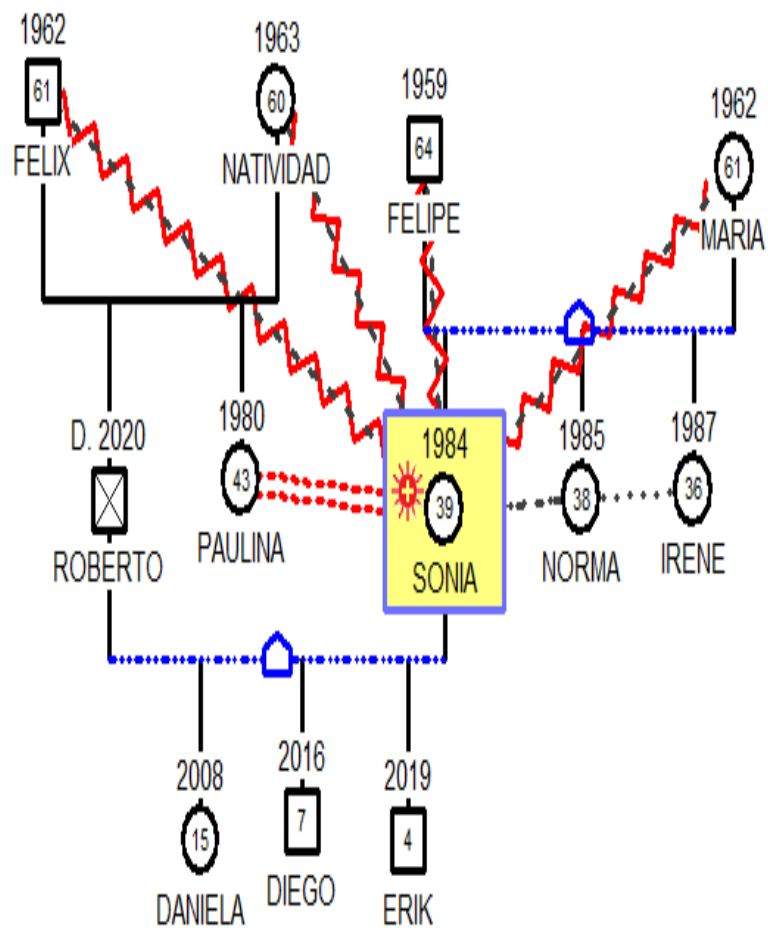 1962
1963
1959
1962
61
60
64
61
FELIX
NATIVIDAD
FELIPE
MARIA
D. 2020
1980
1984
1985
1987
43
39
38
36
ROBERTO
PAULINA
SONIA
NORMA
IRENE
2008
2016
2019
15
7
4
DANIELA
DIEGO
ERIK